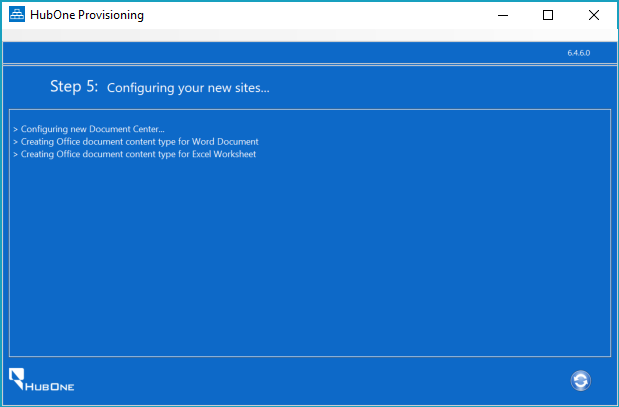 HubOne Provisioning
6.4.6.0
Step 5: Configuring your new sites...
> Configuring new Document Center...
> Creating Office document content type for Word Document
> Creating Office document content type for Excel Worksheet
HUBONE